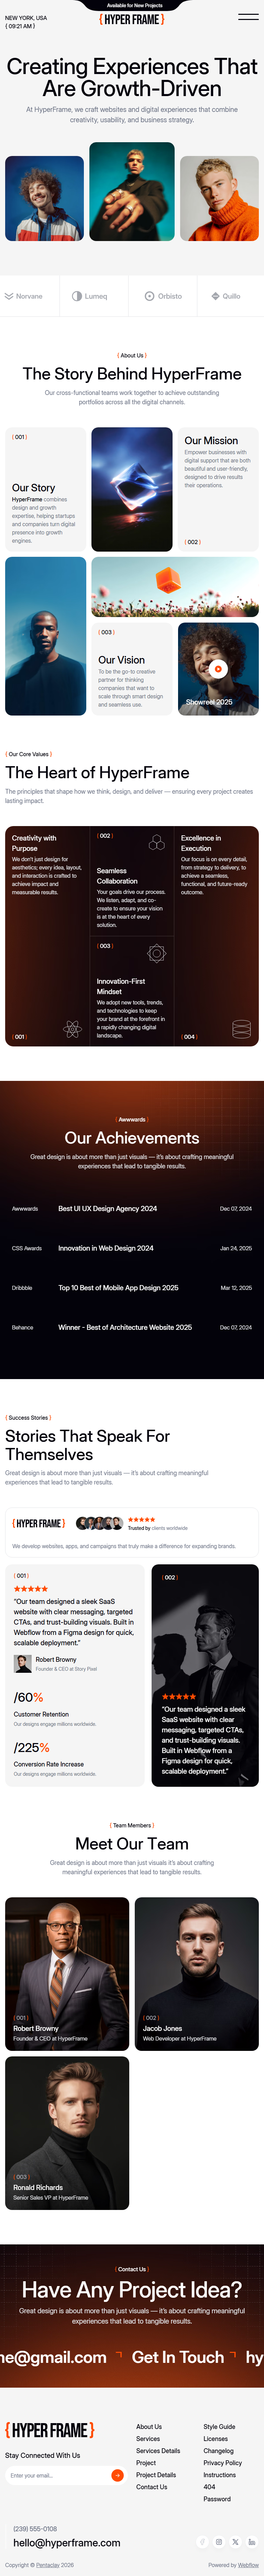 Available for New Projects
NEW YORK, USA
{ 09:21 AM }
{ HYPER FRAME }
Creating Experiences That
Are Growth-Driven
At HyperFrame, we craft websites and digital experiences that combine
creativity, usability, and business strategy.
Norvane
Lumeq
Orbisto
Quillo
{ About Us }
The Story Behind HyperFrame
Our cross-functional teams work together to achieve outstanding
portfolios across all the digital channels.
{ 001 }
Our Story
HyperFrame combines
design and growth
expertise, helping startups
and companies turn digital
presence into growth
engines.
Our Mission
Empower businesses with
digital support that are both
beautiful and user-friendly,
designed to drive results
their operations.
{ 002 }
{ 003 }
Our Vision
To be the go-to creative
partner for thinking
companies that want to
scale through smart design
and seamless use.
Showreel 2025
{ Our Core Values }
The Heart of HyperFrame
The principles that shape how we think, design, and deliver — ensuring every project creates
lasting impact.
Creativity with
Purpose
We don't just design for
aesthetics; every idea, layout,
and interaction is crafted to
achieve impact and
measurable results.
{ 001 }
{ 002 }
Seamless
Collaboration
Your goals drive our process.
We listen, adapt, and co-
create to ensure your vision
is at the heart of every
solution.
{ 003 }
Innovation-First
Mindset
We adopt new tools, trends,
and technologies to keep
your brand at the forefront in
a rapidly changing digital
landscape.
Excellence in
Execution
Our focus is on every detail,
from strategy to delivery, to
achieve a seamless,
functional, and future-ready
outcome.
{ 004 }
{ Awwwards }
Our Achievements
Great design is about more than just visuals — it's about crafting meaningful
experiences that lead to tangible results.
Awwwards
Best UI UX Design Agency 2024
Dec 07, 2024
CSS Awards
Innovation in Web Design 2024
Jan 24, 2025
Dribbble
Top 10 Best of Mobile App Design 2025
Mar 12, 2025
Behance
Winner - Best of Architecture Website 2025
Dec 07, 2024
{ Success Stories }
Stories That Speak For
Themselves
Great design is about more than just visuals — it's about crafting meaningful
experiences that lead to tangible results.
{ HYPER FRAME }
Trusted by clients worldwide
We develop websites, apps, and campaigns that truly make a difference for expanding brands.
{ 001 }
"Our team designed a sleek
SaaS website with clear
messaging, targeted
CTAs, and trust-building visuals. Built in
Webflow from a Figma design for quick,
scalable deployment."
Robert Browny
Founder & CEO at Story Pixel
/60%
Customer Retention
Our designs engage millions worldwide.
/225%
Conversion Rate Increase
Our designs engage millions worldwide.
{ 002 }
"Our team designed a sleek
SaaS website with clear
messaging, targeted CTAs,
and trust-building visuals.
Built in Webflow from a
Figma design for quick,
scalable deployment."
{ Team Members }
Meet Our Team
Great design is about more than just visuals it's about crafting
meaningful experiences that lead to tangible results.
{ 001 }
Robert Browny
Founder & CEO at HyperFrame
{ 002 }
Jacob Jones
Web Developer at HyperFrame
{ 003 }
Ronald Richards
Senior Sales VP at HyperFrame
{ Contact Us }
Have Any Project Idea?
Great design is about more than just visuals — it's about crafting meaningful
experiences that lead to tangible results.
ne@gmail.com
Get In Touch
hy
{ HYPER FRAME }
Stay Connected With Us
Enter your email...
About Us
Services
Services Details
Project
Project Details
Contact Us
Style Guide
Licenses
Changelog
Privacy Policy
Instructions
404
Password
(239) 555-0108
hello@hyperframe.com
Copyright © Pentaclay 2026
Powered by Webflow